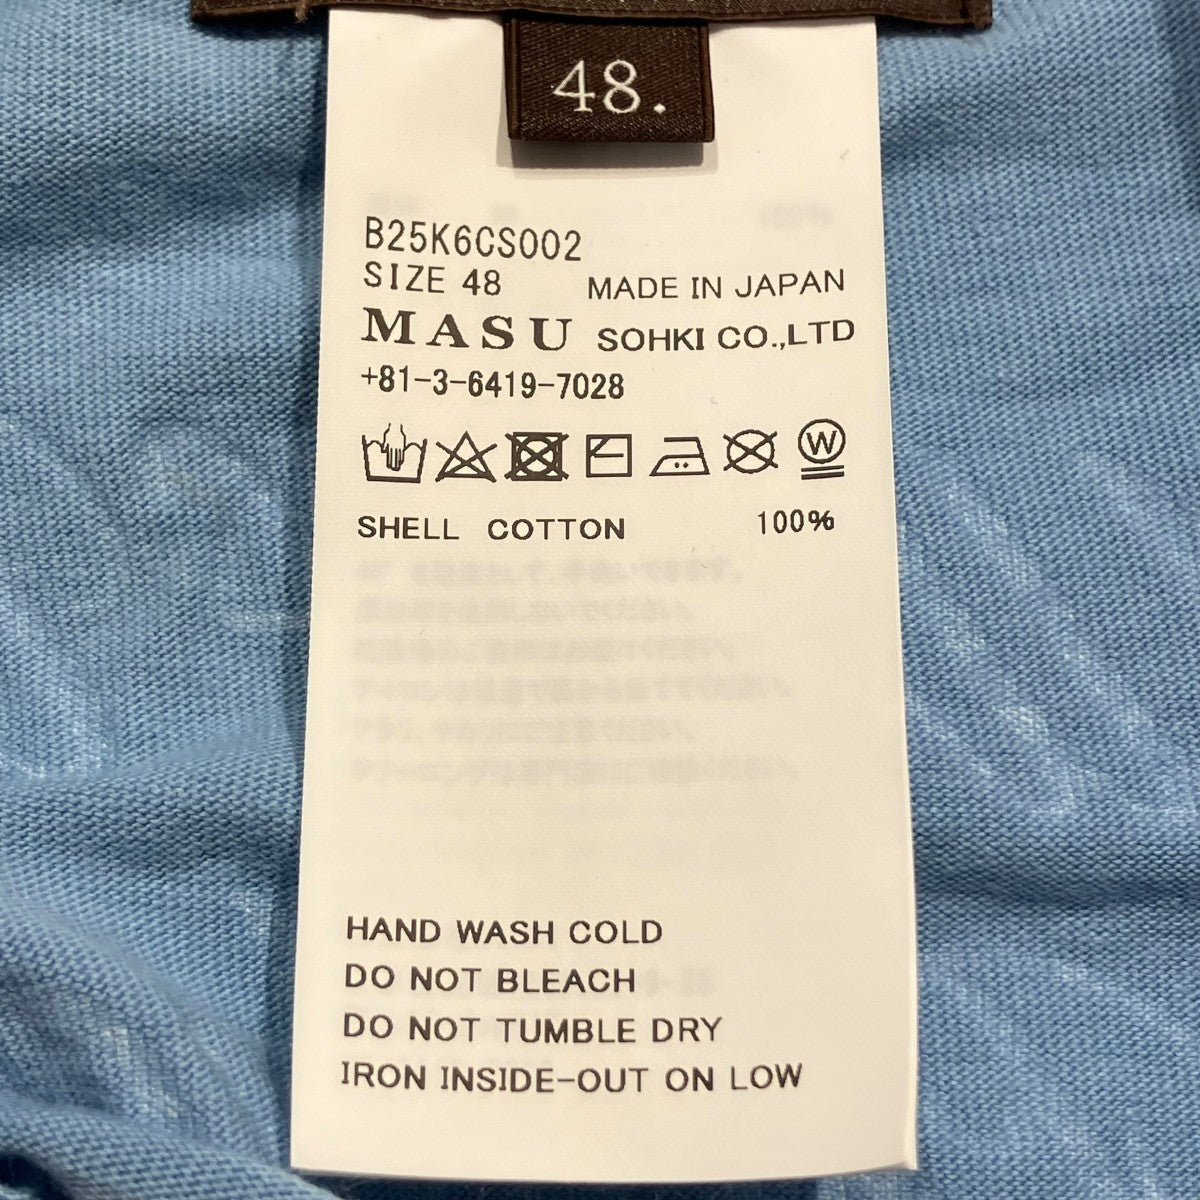 48.
B25K6CS002
SIZE 48 MADE IN JAPAN
MASU SOHKI CO.,LTD
+81-3-6419-7028
W
SHELL COTTON 100%
HAND WASH COLD
DO NOT BLEACH
DO NOT TUMBLE DRY
IRON INSIDE-OUT ON LOW